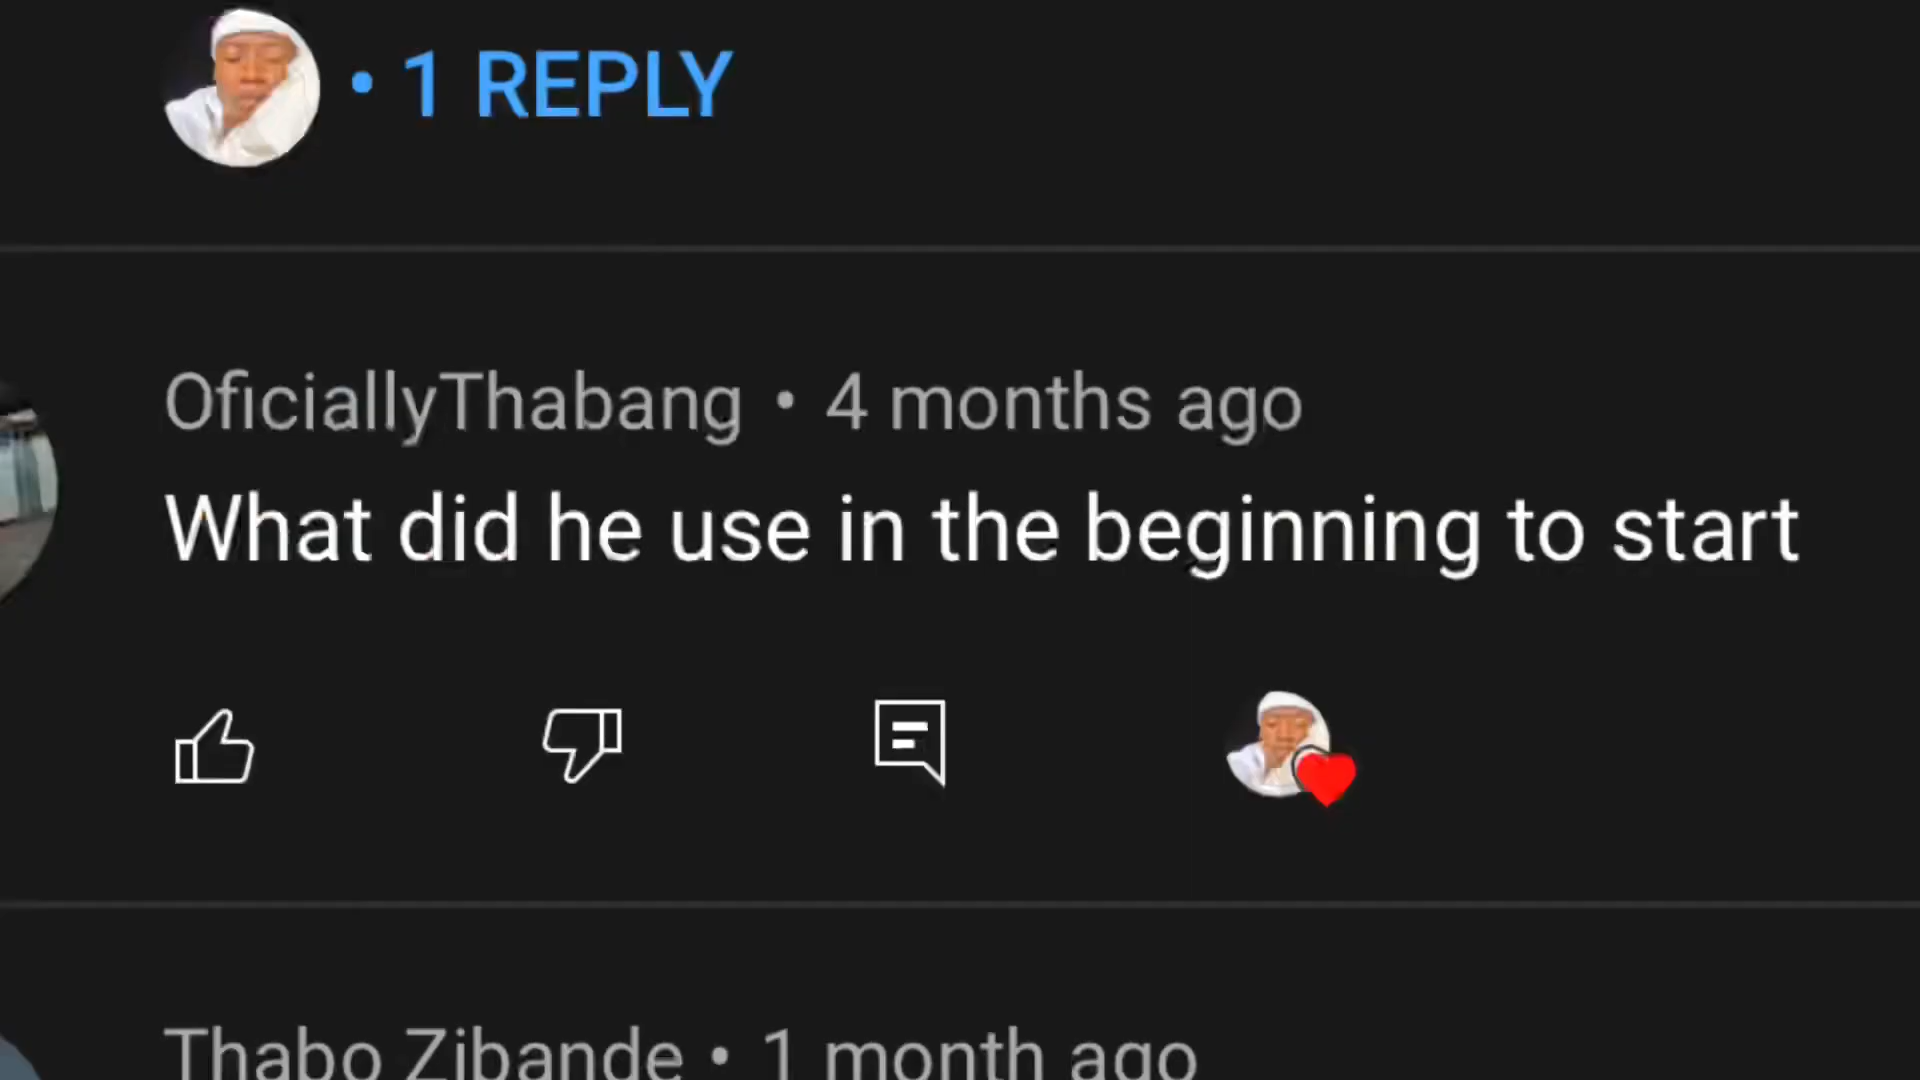 • 1 REPLY
OficiallyThabang • 4 months ago
What did he use in the beginning to start
Thabo Zibande • 1 month ago